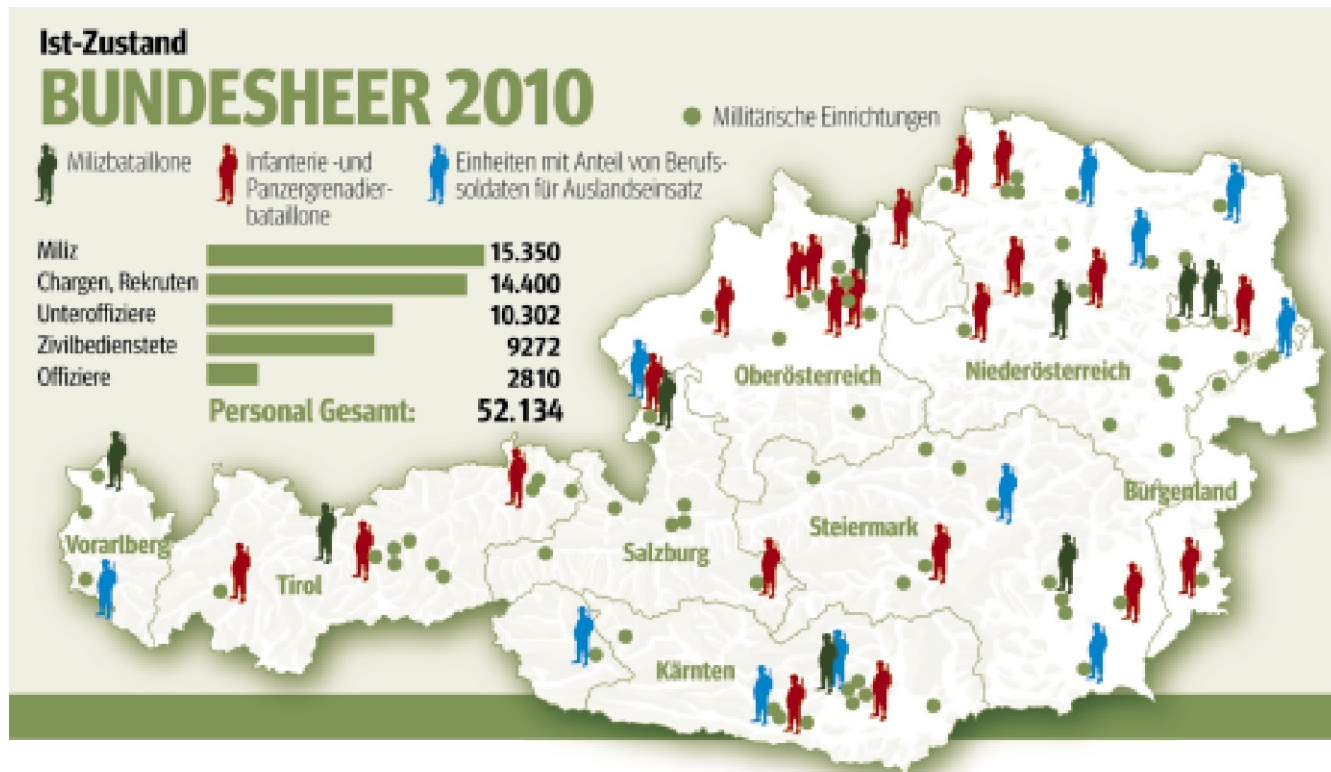 Ist-Zustand
BUNDESHEER 2010
Millitärische Einrichtungen
Milizbataillone
Infanterie -und
Panzergrenadier-
bataillone
Einheiten mit Anteil von Berufs-
soldaten für Auslandseinsatz
Miliz 15.350
Chargen, Rekruten 14.400
Unteroffiziere 10.302
Zivilbedienstete 9272
Offiziere 2810
Personal Gesamt: 52.134
Oberösterreich
Niederösterreich
Bürgenland
Vorarlberg
Tirol
Salzburg
Steiermark
Kärnten